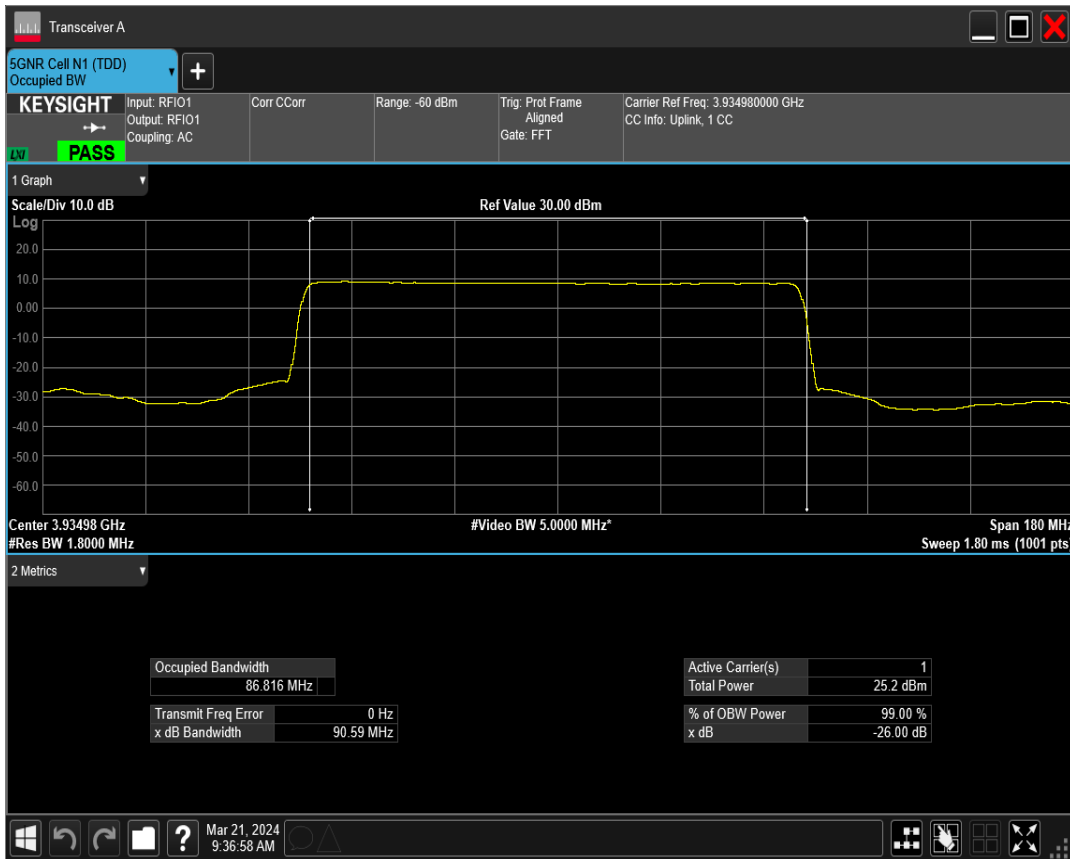 Transceiver A
5GNR Cell N1 (TDD)
Occupied BW
+
KEYSIGHT
LXI
PASS
Input: RFIO1
Output: RFIO1
Coupling: AC
Corr CCorr
Range: -60 dBm
Trig: Prot Frame
Aligned
Gate: FFT
Carrier Ref Freq: 3.934980000 GHz
CC Info: Uplink, 1 CC
1 Graph
Scale/Div 10.0 dB
Ref Value 30.00 dBm
Log
20.0
10.0
0.00
-10.0
-20.0
-30.0
-40.0
-50.0
-60.0
Center 3.93498 GHz
#Video BW 5.0000 MHz*
Span 180 MHz
#Res BW 1.8000 MHz
Sweep 1.80 ms (1001 pts)
2 Metrics
Occupied Bandwidth
86.816 MHz
Transmit Freq Error 0 Hz
x dB Bandwidth 90.59 MHz
Active Carrier(s) 1
Total Power 25.2 dBm
% of OBW Power 99.00 %
x dB -26.00 dB
?
Mar 21, 2024
9:36:58 AM